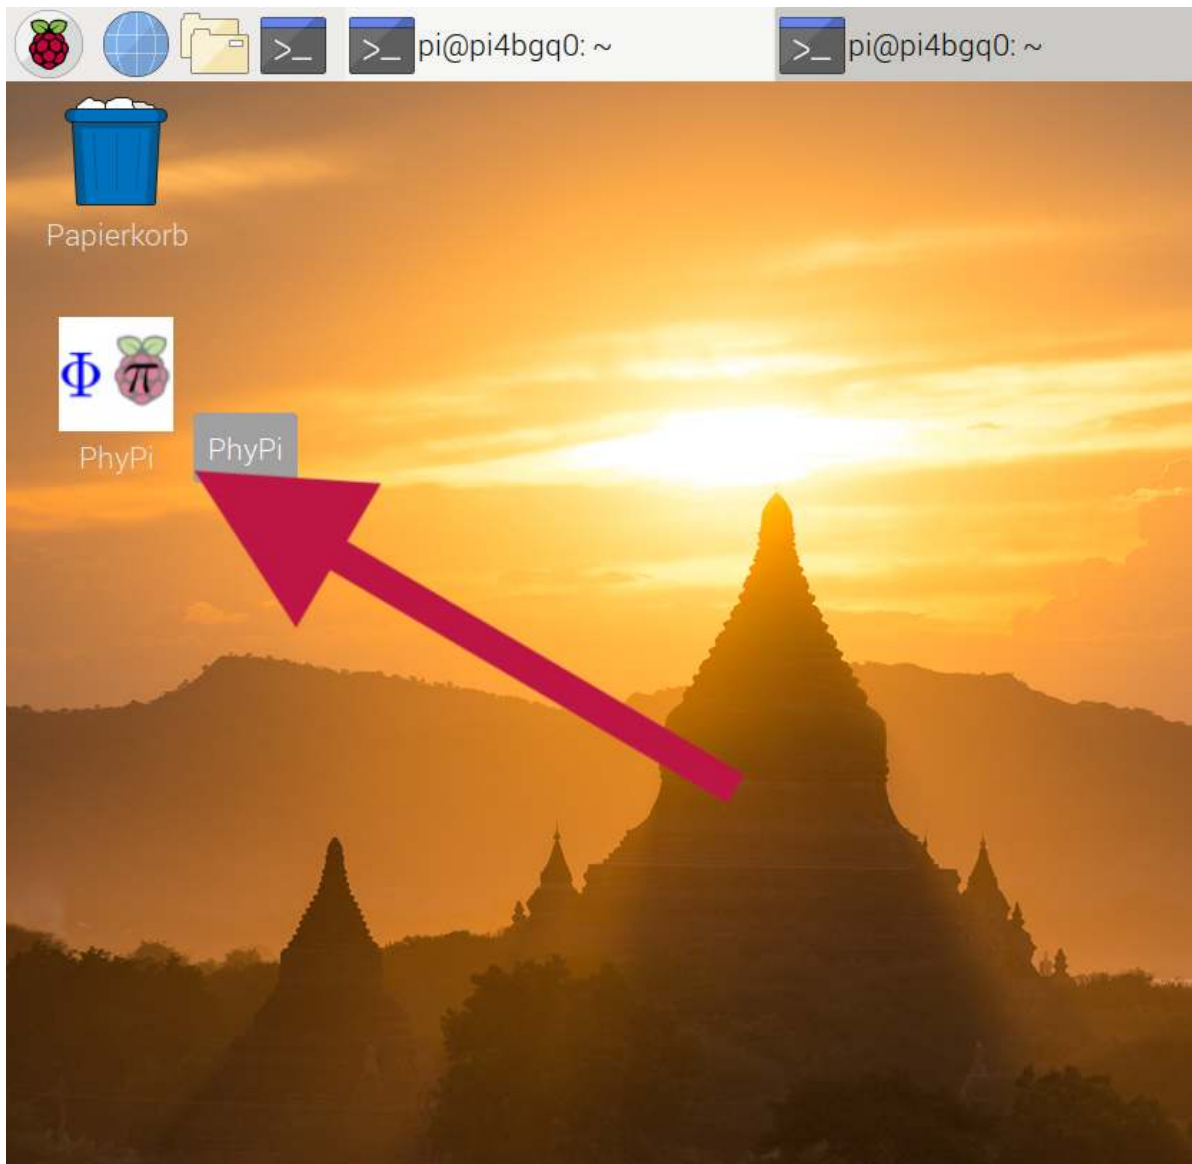 >_ >_ pi@pi4bgq0: ~ >_ pi@pi4bgq0: ~
Papierkorb
Φ π
PhyPi
PhyPi